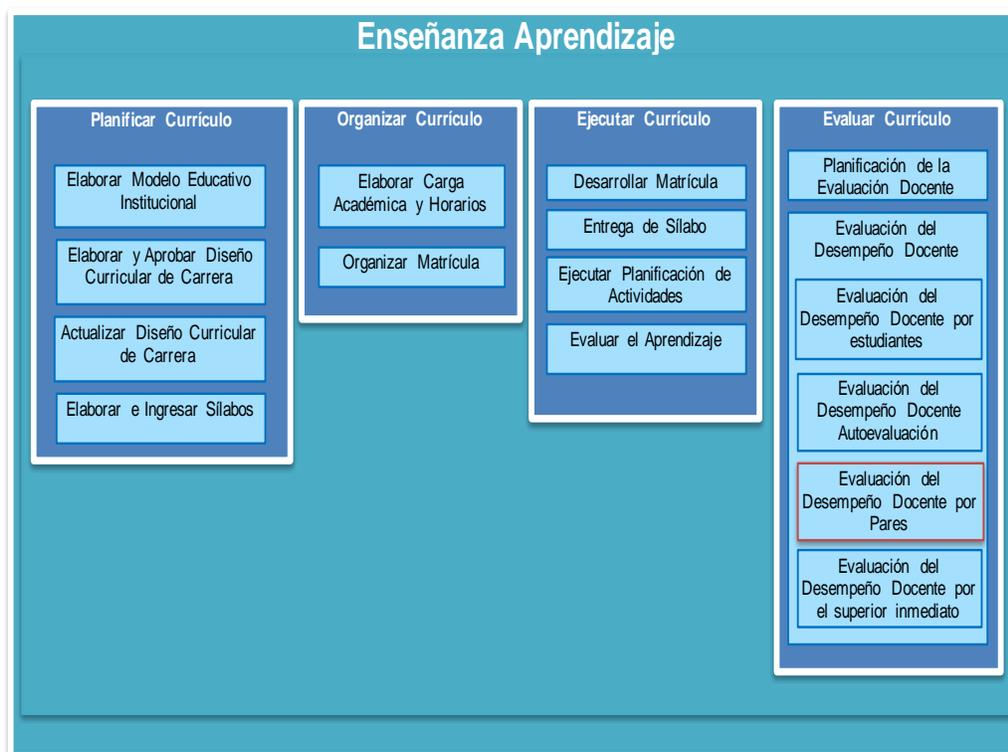 Enseñanza Aprendizaje
Planificar Currículo
Elaborar Modelo Educativo
Institucional
Elaborar y Aprobar Diseño
Curricular de Carrera
Actualizar Diseño Curricular
de Carrera
Elaborar e Ingresar Sílabos
Organizar Currículo
Elaborar Carga
Académica y Horarios
Organizar Matrícula
Ejecutar Currículo
Desarrollar Matrícula
Entrega de Sílabo
Ejecutar Planificación de
Actividades
Evaluar el Aprendizaje
Evaluar Currículo
Planificación de la
Evaluación Docente
Evaluación del
Desempeño Docente
Evaluación del
Desempeño Docente por
estudiantes
Evaluación del
Desempeño Docente
Autoevaluación
Evaluación del
Desempeño Docente por
Pares
Evaluación del
Desempeño Docente por
el superior inmediato